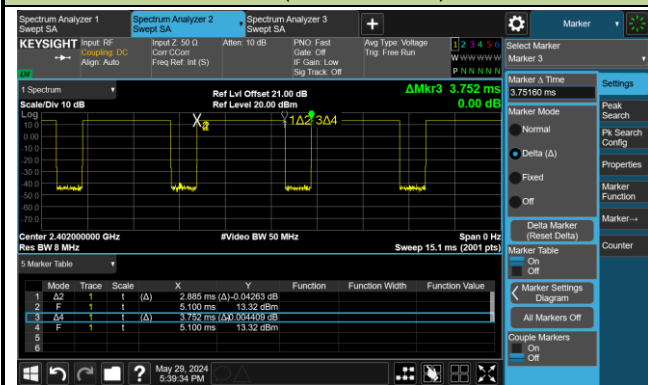 Spectrum Analyzer 1
Swept SA
Spectrum Analyzer 2
Swept SA
Spectrum Analyzer 3
Swept SA
Marker
KEYSIGHT
Input: RF
Coupling: DC
Align: Auto
Input Z: 50 Ω
Corr CCorr
Freq Ref: Int (S)
Atten: 10 dB
PNO: Fast
Gate: Off
IF Gain: Low
Sig Track: Off
Avg Type: Voltage
Trig: Free Run
1 2 3 4 5 6
W W W W W W
P N N N N N
LW
Select Marker
Marker 3
1 Spectrum
Scale/Div 10 dB
Ref Lvl Offset 21.00 dB
Ref Level 20.00 dBm
ΔMkr3 3.752 ms
0.00 dB
Log
10.0
0.00
-10.0
-20.0
-30.0
-40.0
-50.0
-60.0
-70.0
1Δ2 3Δ4
Center 2.402000000 GHz
Res BW 8 MHz
#Video BW 50 MHz
Span 0 Hz
Sweep 15.1 ms (2001 pts)
5 Marker Table
Mode Trace Scale X Y Function Function Width Function Value
1 Δ2 1 t (Δ) 2.885 ms (Δ) -0.04263 dB
2 F 1 t 5.100 ms 13.32 dBm
3 Δ4 1 t (Δ) 3.752 ms (Δ) 0.004409 dB
4 F 1 t 5.100 ms 13.32 dBm
5
6
May 29, 2024
5:39:34 PM
Marker Δ Time
3.75160 ms
Marker Mode
Normal
Delta (Δ)
Fixed
Off
Delta Marker
(Reset Delta)
Marker Table
On
Off
Marker Settings
Diagram
All Markers Off
Couple Markers
On
Off
Settings
Peak
Search
Pk Search
Config
Properties
Marker
Function
Marker→
Counter